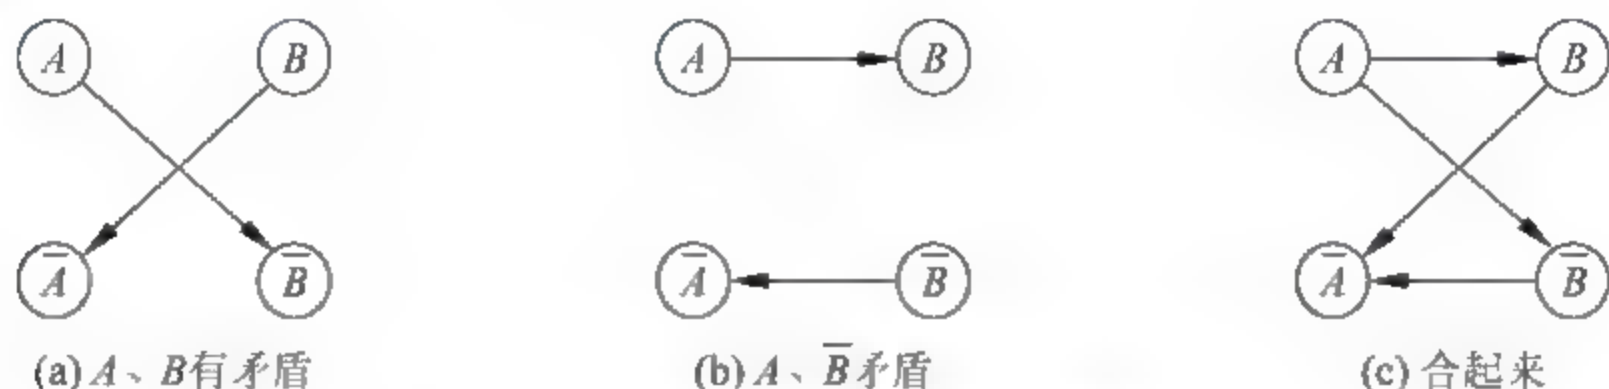 A B A B A B
A̅ B̅ A̅ B̅ A̅ B̅
(a) A、B有矛盾 (b) A、B̅矛盾 (c) 合起来